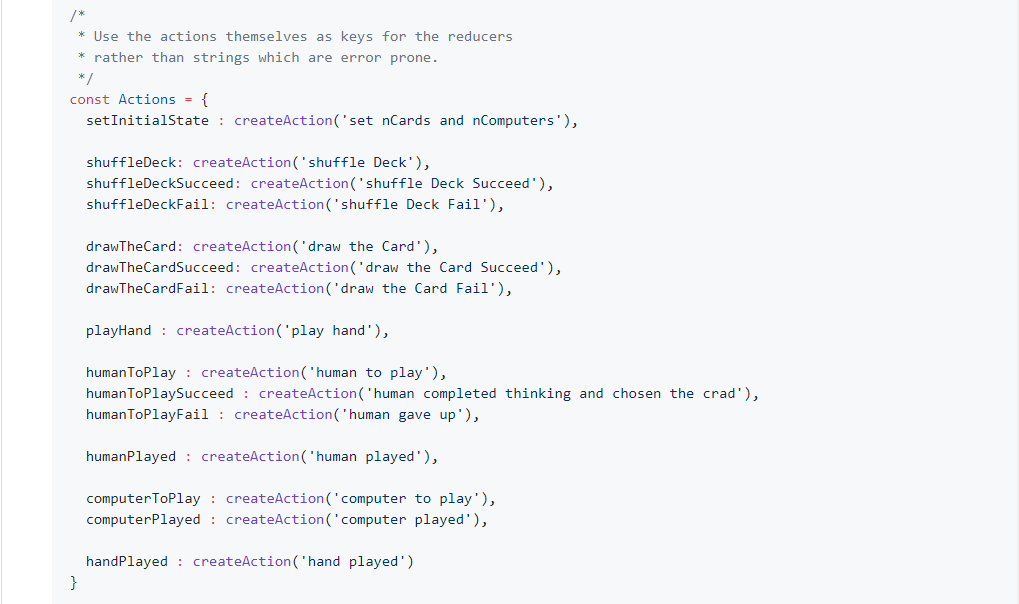 /*
 * Use the actions themselves as keys for the reducers
 * rather than strings which are error prone.
 */
const Actions = {
  setInitialState : createAction('set nCards and nComputers'),

  shuffleDeck: createAction('shuffle Deck'),
  shuffleDeckSucceed: createAction('shuffle Deck Succeed'),
  shuffleDeckFail: createAction('shuffle Deck Fail'),

  drawTheCard: createAction('draw the Card'),
  drawTheCardSucceed: createAction('draw the Card Succeed'),
  drawTheCardFail: createAction('draw the Card Fail'),

  playHand : createAction('play hand'),

  humanToPlay : createAction('human to play'),
  humanToPlaySucceed : createAction('human completed thinking and chosen the crad'),
  humanToPlayFail : createAction('human gave up'),

  humanPlayed : createAction('human played'),

  computerToPlay : createAction('computer to play'),
  computerPlayed : createAction('computer played'),

  handPlayed : createAction('hand played')
}